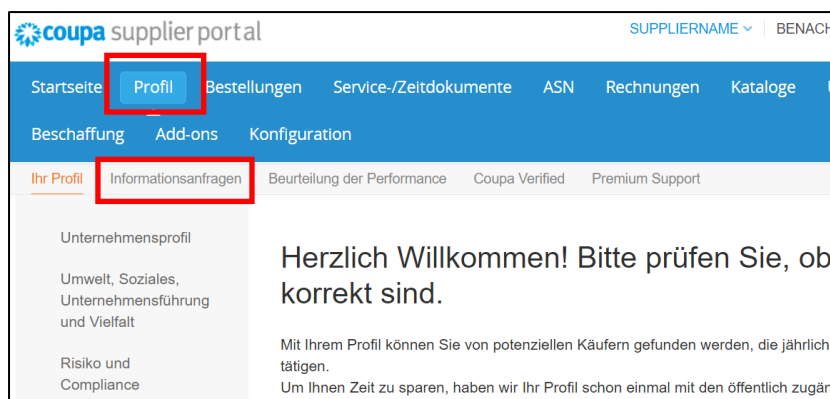 coupa supplier portal
SUPPLIERNAME BENACH
Startseite Profil Bestellungen Service-/Zeitdokumente ASN Rechnungen Kataloge
Beschaffung Add-ons Konfiguration
Ihr Profil Informationsanfragen Beurteilung der Performance Coupa Verified Premium Support
Unternehmensprofil
Herzlich Willkommen! Bitte prüfen Sie, ob
korrekt sind.
Umwelt, Soziales,
Unternehmensführung
und Vielfalt
Risiko und
Compliance
Mit Ihrem Profil können Sie von potenziellen Käufern gefunden werden, die jährlich
tätigen.
Um Ihnen Zeit zu sparen, haben wir Ihr Profil schon einmal mit den öffentlich zugän